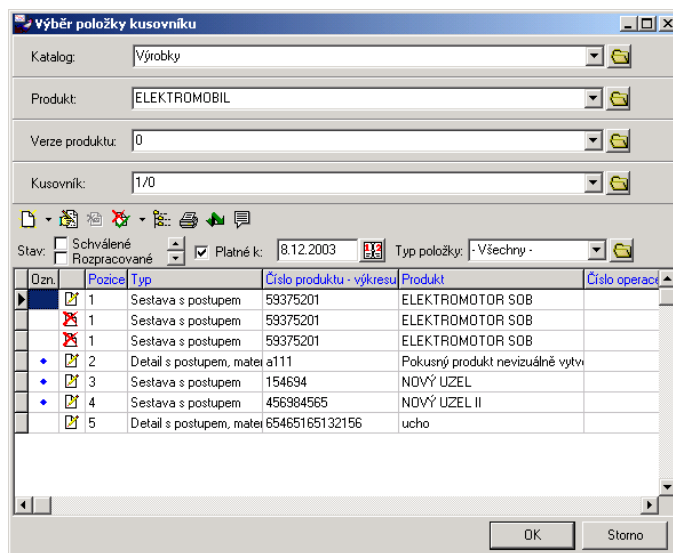 Výběr položky kusovníku
Katalog: Výrobky
Produkt: ELEKTROMOBIL
Verze produktu: 0
Kusovník: 1/0
Stav: Schválené Rozpracované Platné k: 8.12.2003 Typ položky: - Všechny -
Ozn. Pozice Typ Číslo produktu - výkresu Produkt Číslo operace
1 Sestava s postupem 59375201 ELEKTROMOTOR SOB
1 Sestava s postupem 59375201 ELEKTROMOTOR SOB
1 Sestava s postupem 59375201 ELEKTROMOTOR SOB
2 Detail s postupem, mater a111 Pokusný produkt nevizuálně vytv
3 Sestava s postupem 154694 NOVÝ UZEL
4 Sestava s postupem 456984565 NOVÝ UZEL II
5 Detail s postupem, mater 65465165132156 ucho
OK Storno